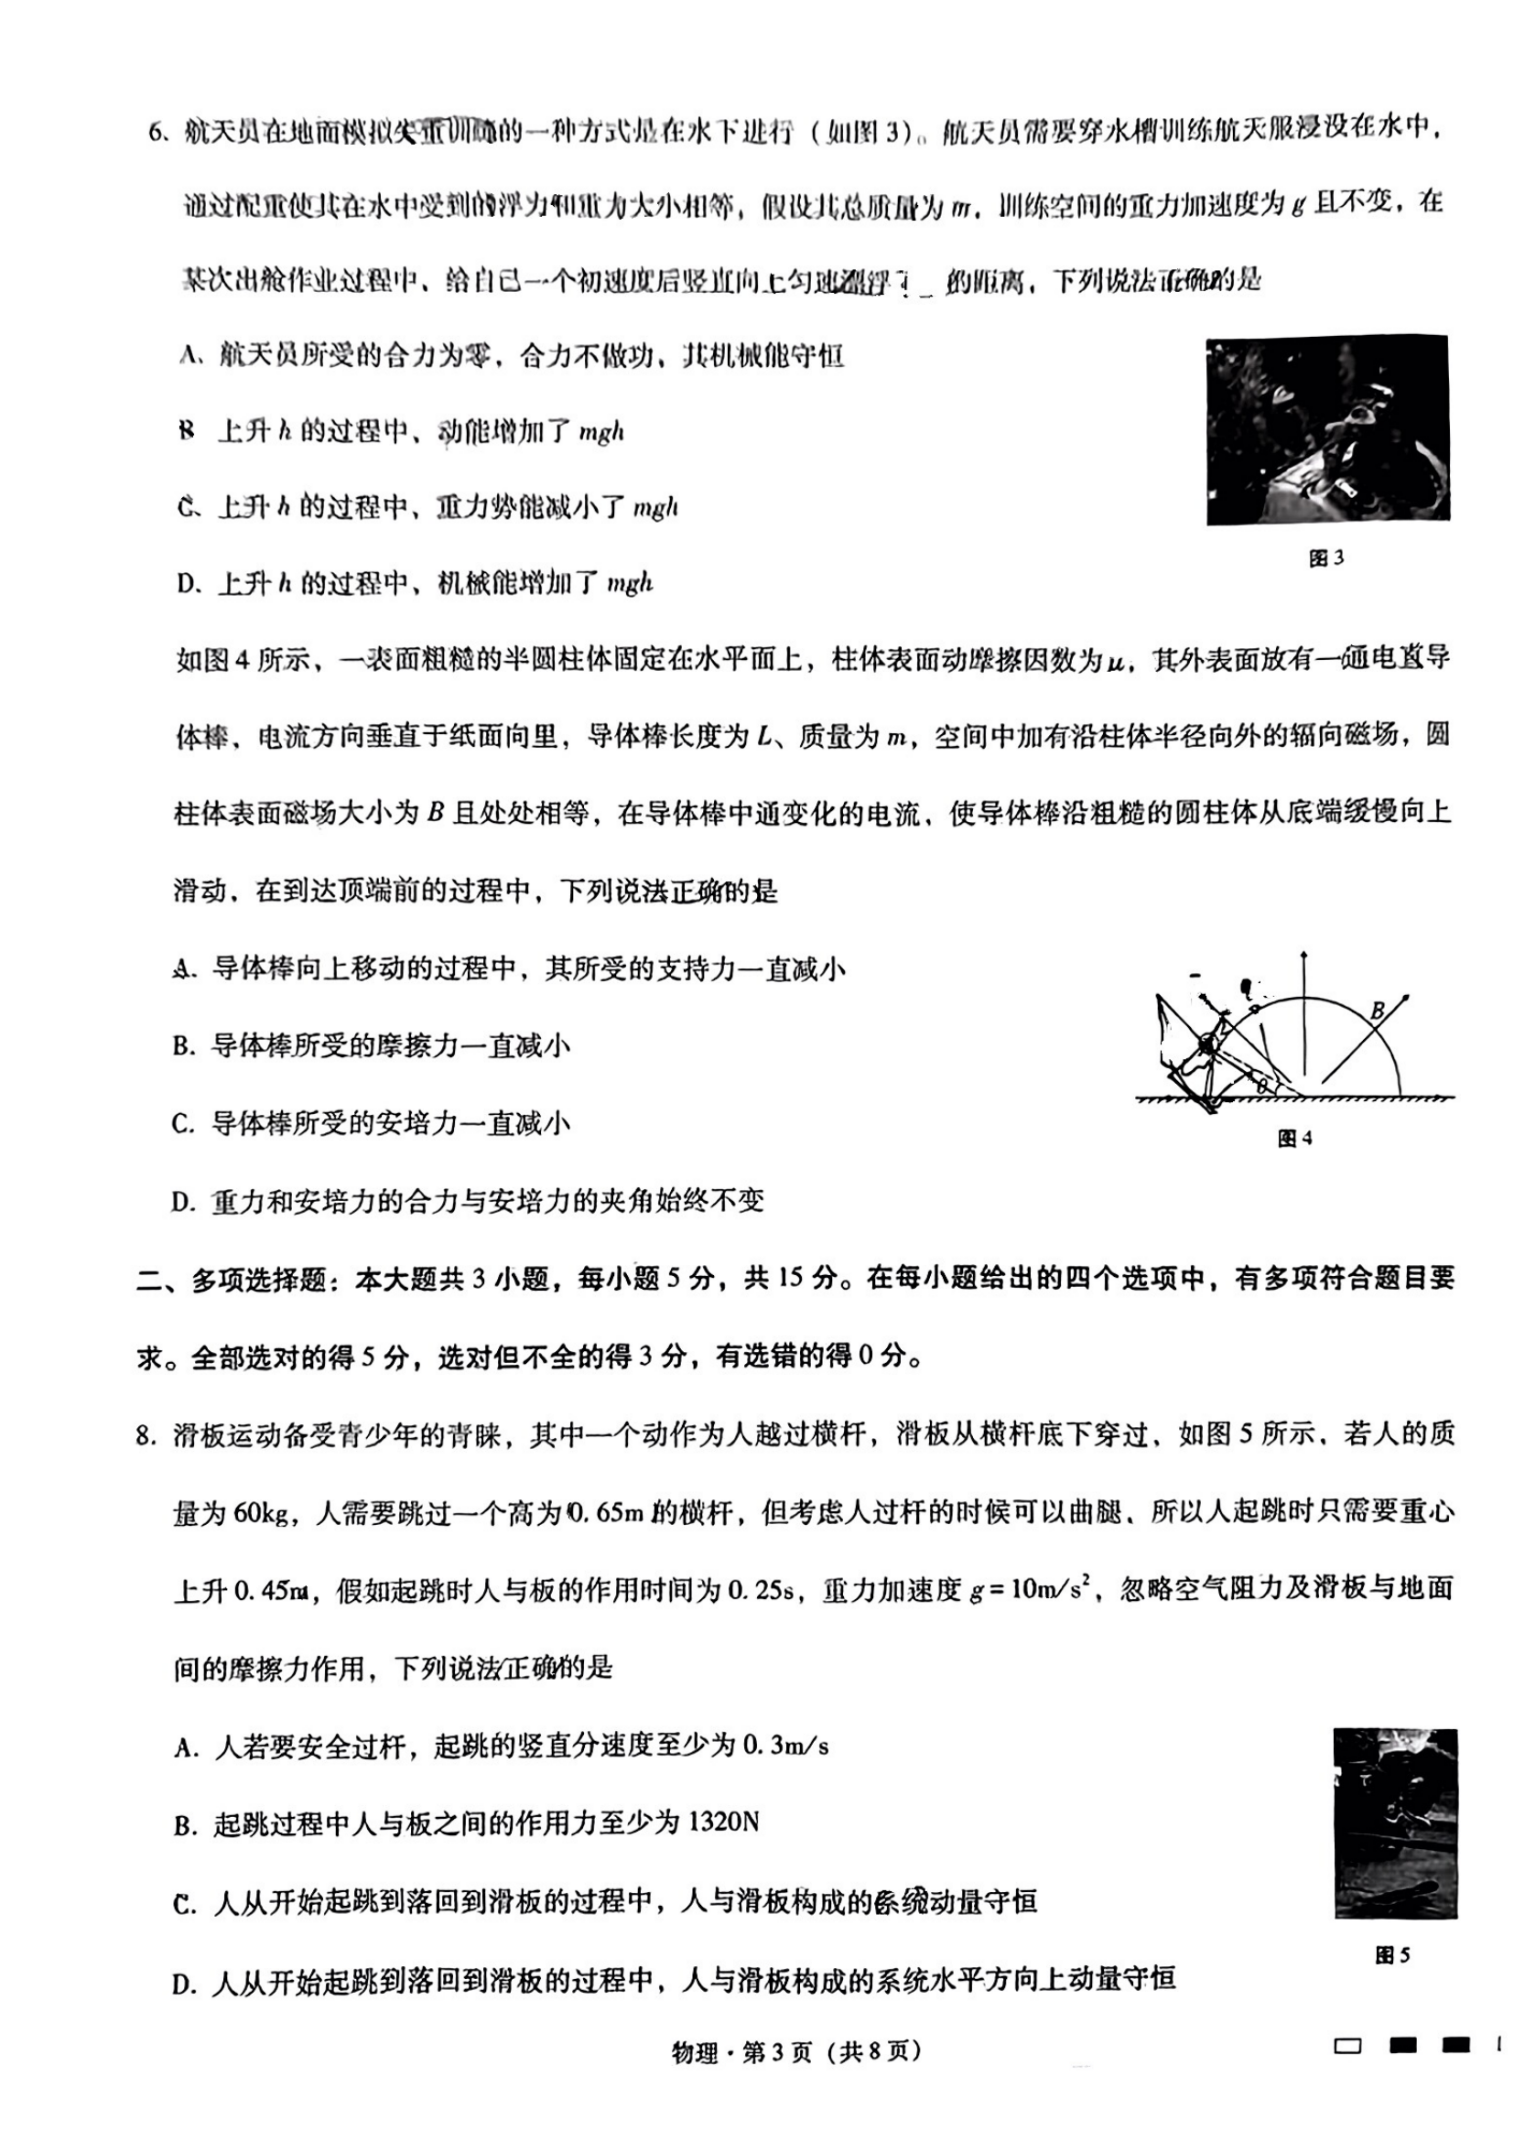 6、航天员在地面模拟失重训练的一种方式是在水下进行（如图3）。航天员需要穿水槽训练航天服浸没在水中，
通过配重使其在水中受到的浮力和重力大小相等，假设其总质量为m，训练空间的重力加速度为g且不变，在
某次出舱作业过程中、给自己一个初速度后竖直向上匀速漂浮 的距离，下列说法正确的是
A、航天员所受的合力为零，合力不做功，其机械能守恒
B 上升h的过程中、动能增加了mgh
C、上升h的过程中，重力势能减小了mgh
D、上升h的过程中，机械能增加了mgh
图3
如图4所示，一表面粗糙的半圆柱体固定在水平面上，柱体表面动摩擦因数为u，其外表面放有一通电直导
体棒，电流方向垂直于纸面向里，导体棒长度为L、质量为m，空间中加有沿柱体半径向外的辐向磁场，圆
柱体表面磁场大小为B且处处相等，在导体棒中通变化的电流，使导体棒沿粗糙的圆柱体从底端缓慢向上
滑动，在到达顶端前的过程中，下列说法正确的是
A. 导体棒向上移动的过程中，其所受的支持力一直减小
B. 导体棒所受的摩擦力一直减小
C. 导体棒所受的安培力一直减小
D. 重力和安培力的合力与安培力的夹角始终不变
B
θ
图4
二、多项选择题：本大题共3小题，每小题5分，共15分。在每小题给出的四个选项中，有多项符合题目要
求。全部选对的得5分，选对但不全的得3分，有选错的得0分。
8. 滑板运动备受青少年的青睐，其中一个动作为人越过横杆，滑板从横杆底下穿过，如图5所示，若人的质
量为60kg，人需要跳过一个高为0.65m的横杆，但考虑人过杆的时候可以曲腿、所以人起跳时只需要重心
上升0.45m，假如起跳时人与板的作用时间为0.25s，重力加速度g=10m/s²，忽略空气阻力及滑板与地面
间的摩擦力作用，下列说法正确的是
A. 人若要安全过杆，起跳的竖直分速度至少为0.3m/s
B. 起跳过程中人与板之间的作用力至少为1320N
C. 人从开始起跳到落回到滑板的过程中，人与滑板构成的系统动量守恒
D. 人从开始起跳到落回到滑板的过程中，人与滑板构成的系统水平方向上动量守恒
图5
物理·第3页（共8页）